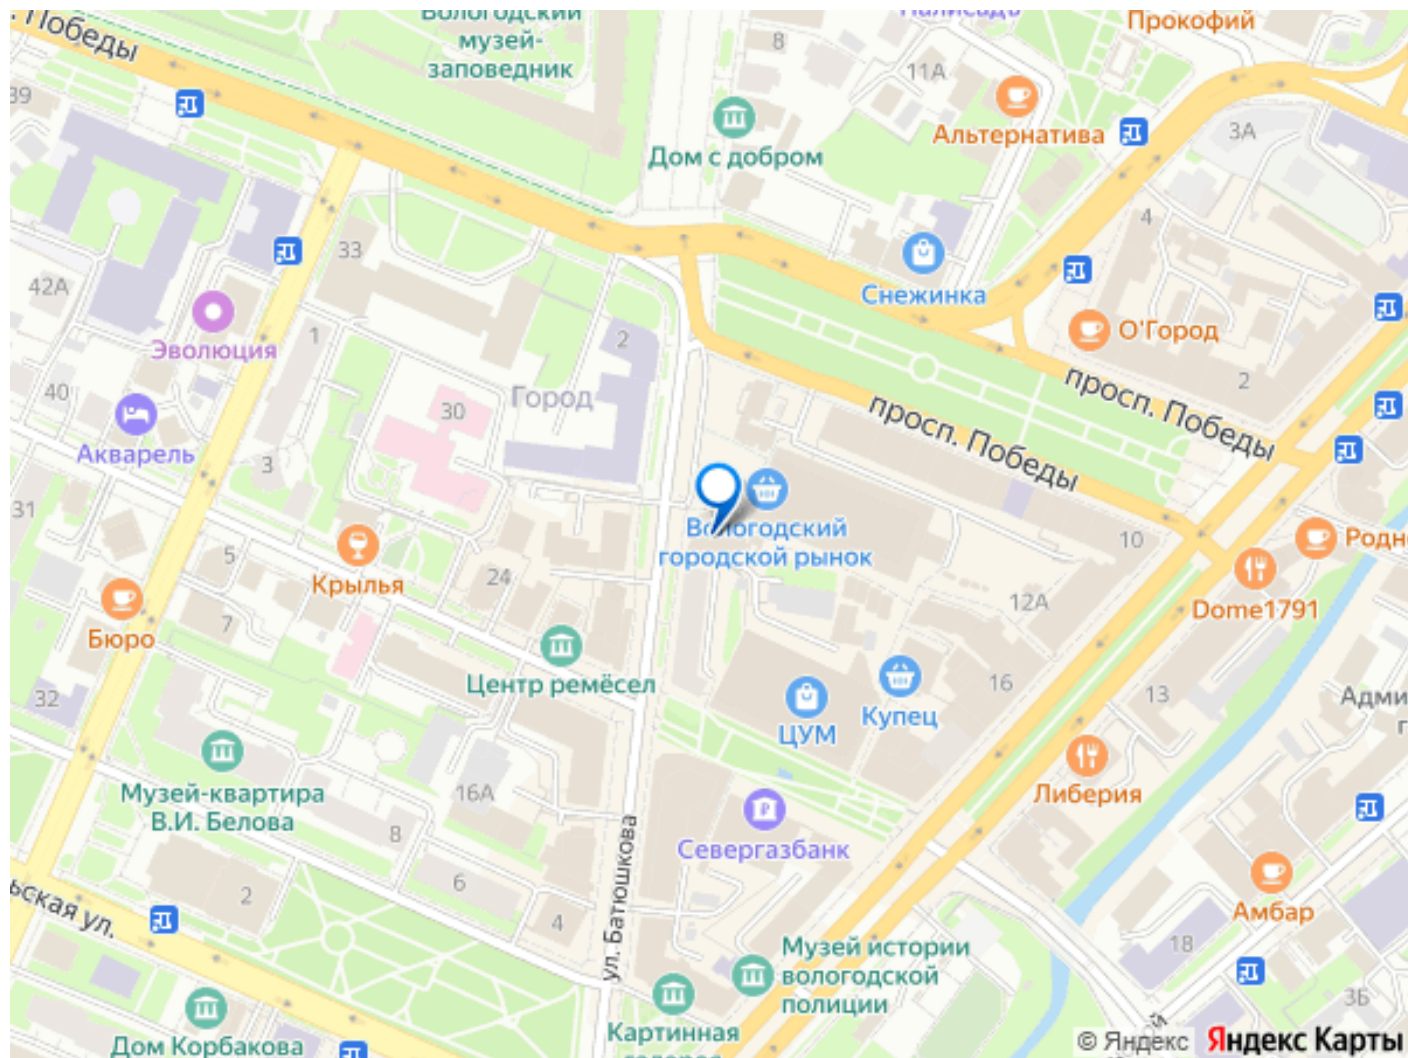 Вологодский
музей-
заповедник
Палисадъ
Прокофий
. Победы
8
11А
39
Альтернатива
3А
Дом с добром
4
33
42А
Снежинка
Эволюция
1
2
О'Город
40
30
Город
2
просп. Победы
просп. Победы
Акварель
3
31
Вологодский
городской рынок
10
Родн
5
Крылья
24
12А
Dome1791
Бюро
7
Центр ремёсел
16
32
13
Адми
г
ЦУМ
Купец
Музей-квартира
В.И. Белова
16А
Либерия
8
Севергазбанк
ул. Батюшкова
6
2
ьская ул.
4
Амбар
18
Музей истории
вологодской
полиции
3Б
Картинная
галерея
Дом Корбакова
© Яндекс Яндекс Карты